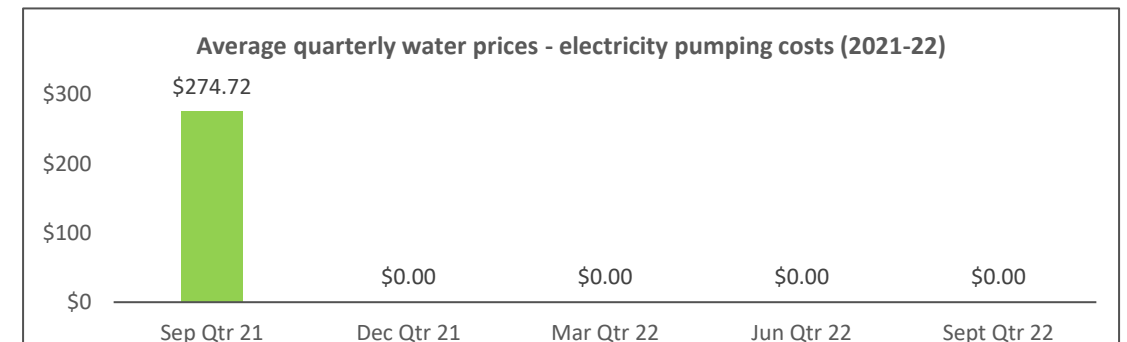 Average quarterly water prices - electricity pumping costs (2021-22)
$300
$274.72
$200
$100
$0.00 $0.00 $0.00 $0.00
$0
Sep Qtr 21 Dec Qtr 21 Mar Qtr 22 Jun Qtr 22 Sept Qtr 22